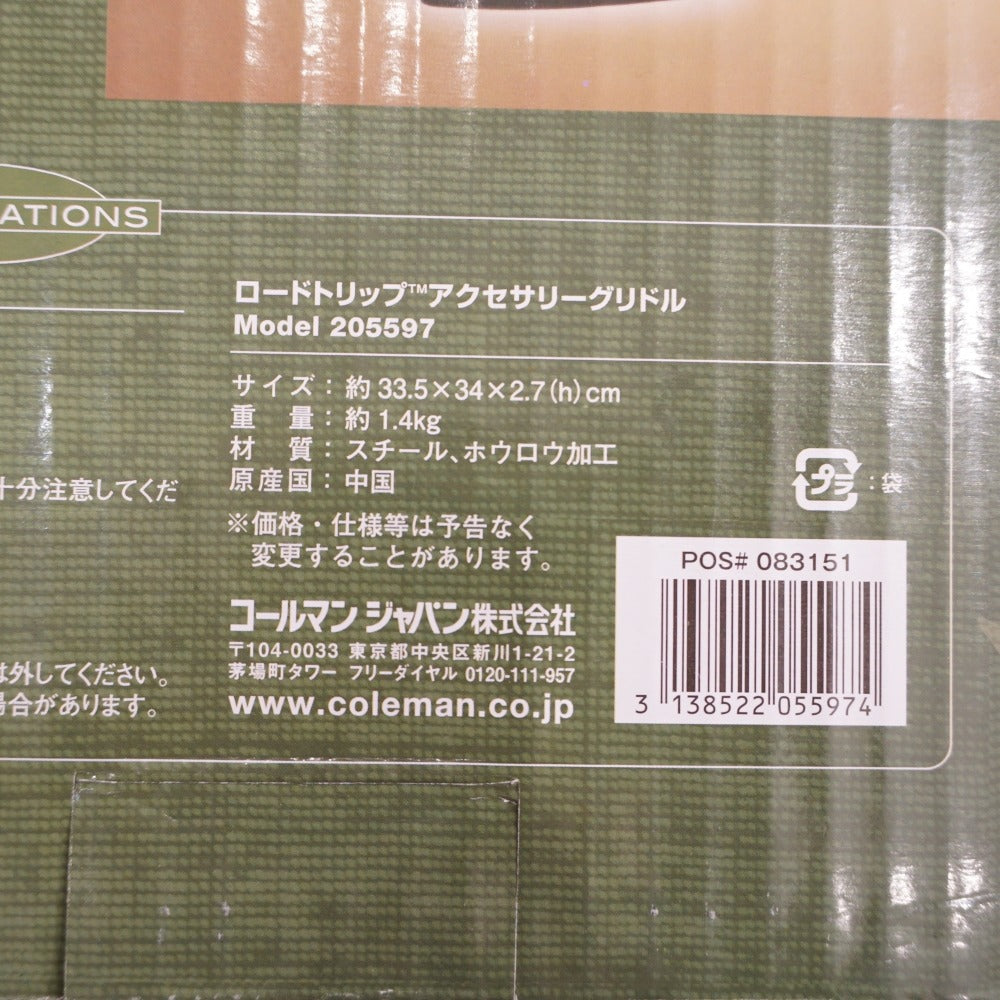 ATIONS
ロードトリップ™アクセサリーグリドル
Model 205597
サイズ：約 33.5×34×2.7(h)cm
重　量：約 1.4kg
材　質：スチール、ホウロウ加工
原産国：中国
十分注意してくだ
※価格・仕様等は予告なく
変更することがあります。
プラ：袋
POS# 083151
3 138522 055974
コールマン ジャパン株式会社
〒104-0033 東京都中央区新川1-21-2
茅場町タワー フリーダイヤル 0120-111-957
www.coleman.co.jp
は外してください。
場合があります。